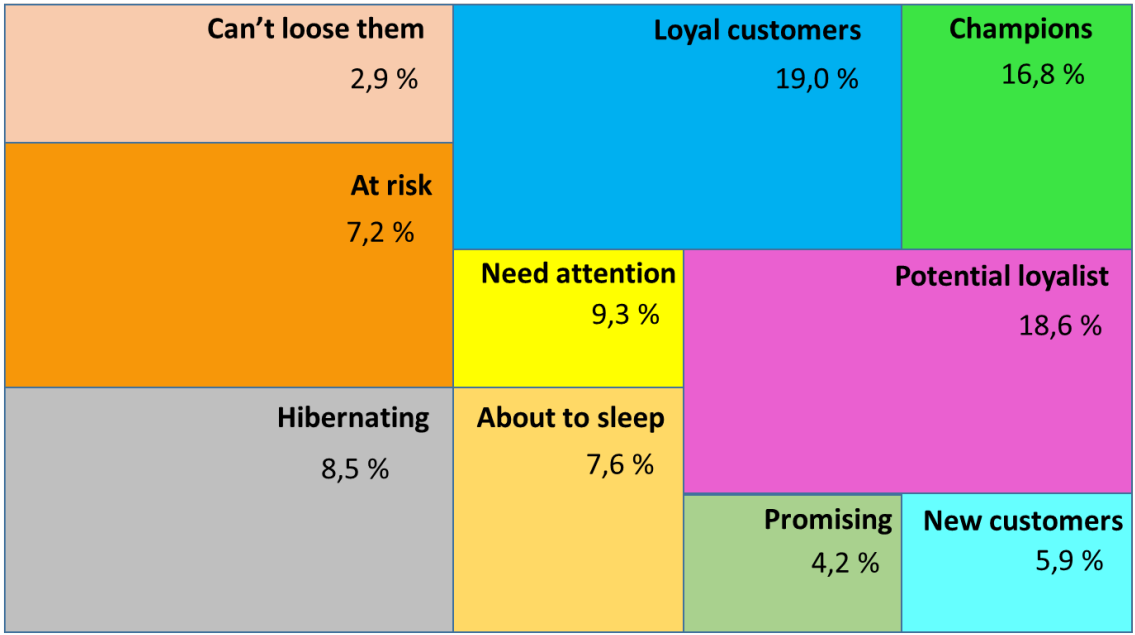 Can’t loose them
2,9 %
Loyal customers
19,0 %
Champions
16,8 %
At risk
7,2 %
Need attention
9,3 %
Potential loyalist
18,6 %
Hibernating
8,5 %
About to sleep
7,6 %
Promising
4,2 %
New customers
5,9 %